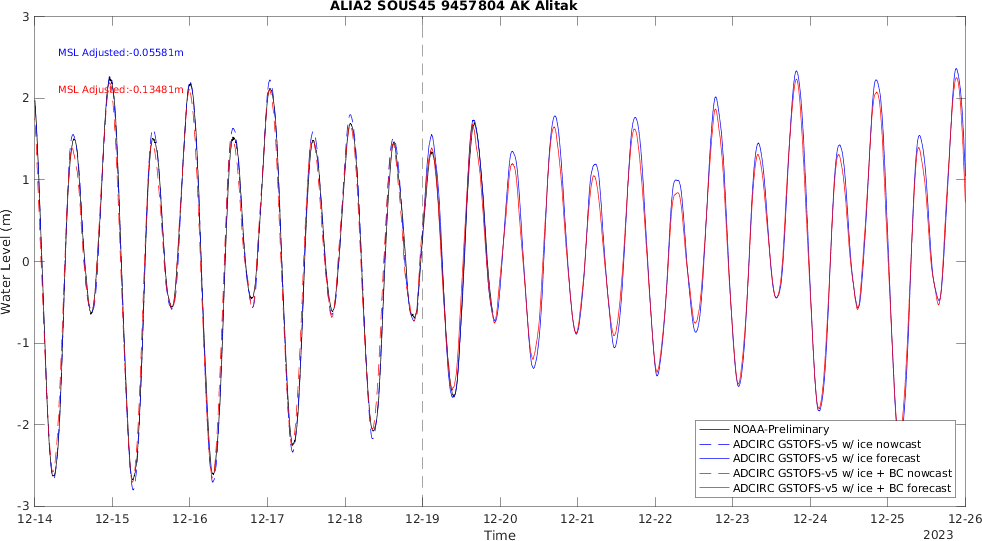 ALIA2 SOUS45 9457804 AK Alitak
MSL Adjusted:-0.05581m
MSL Adjusted:-0.13481m
Water Level (m)
3
2
1
0
-1
-2
-3
NOAA-Preliminary
ADCIRC GSTOFS-v5 w/ ice nowcast
ADCIRC GSTOFS-v5 w/ ice forecast
ADCIRC GSTOFS-v5 w/ ice + BC nowcast
ADCIRC GSTOFS-v5 w/ ice + BC forecast
12-14 12-15 12-16 12-17 12-18 12-19 12-20 12-21 12-22 12-23 12-24 12-25 12-26
Time
2023